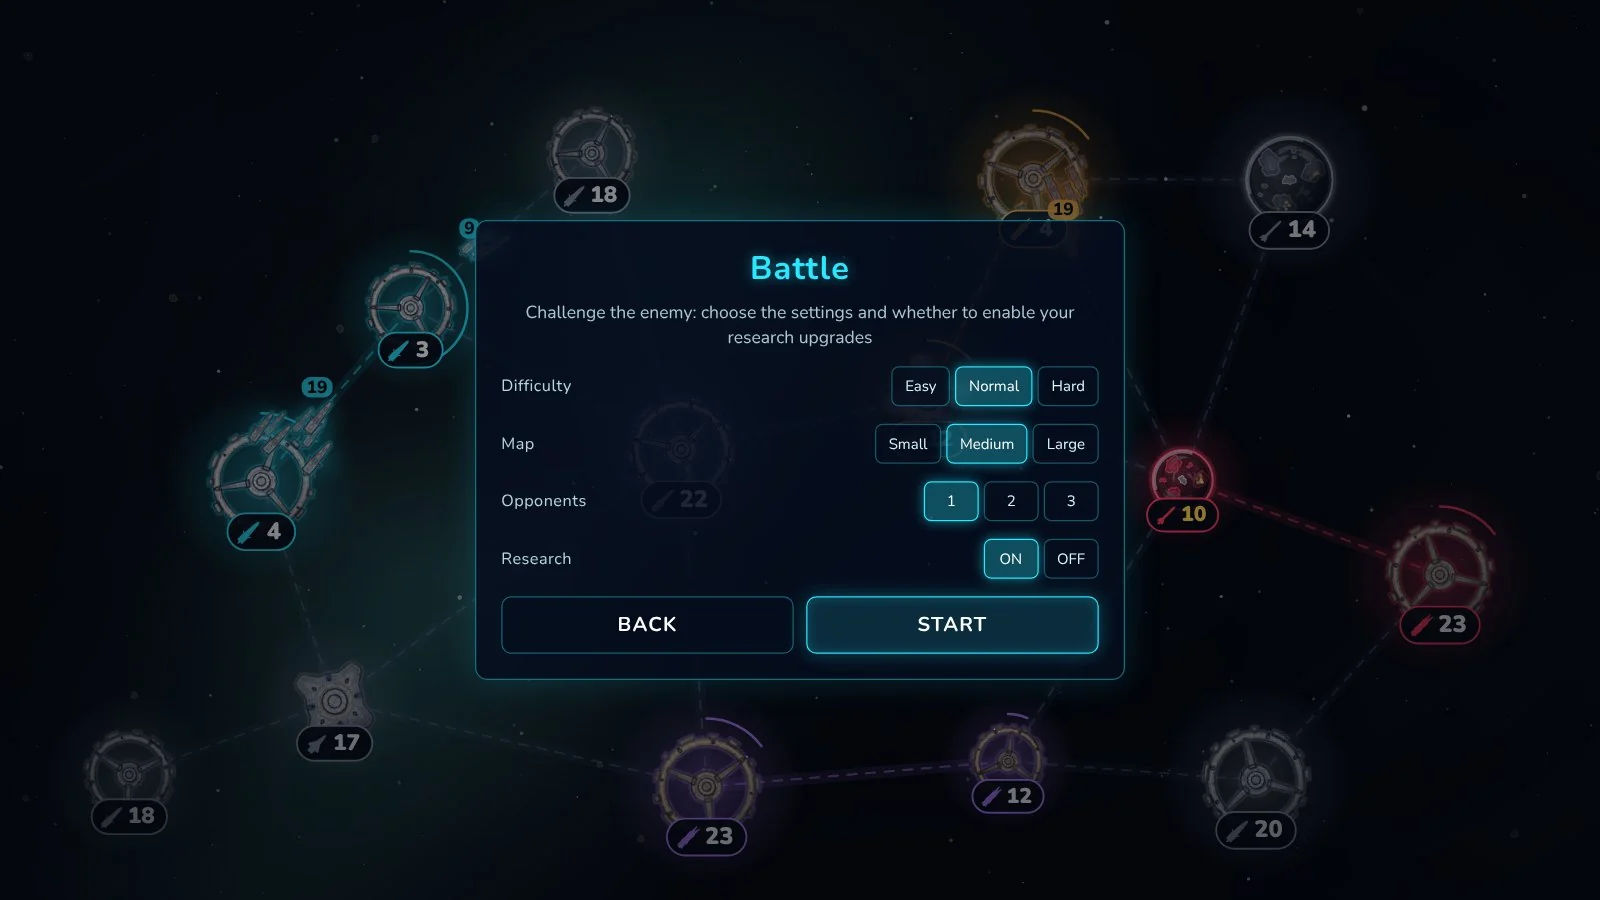 18
19
4
14
9
Battle
Challenge the enemy: choose the settings and whether to enable your
research upgrades
3
Difficulty
Easy
Normal
Hard
19
Map
Small
Medium
Large
Opponents
1
2
3
22
10
4
Research
ON
OFF
BACK
START
23
17
18
23
12
20